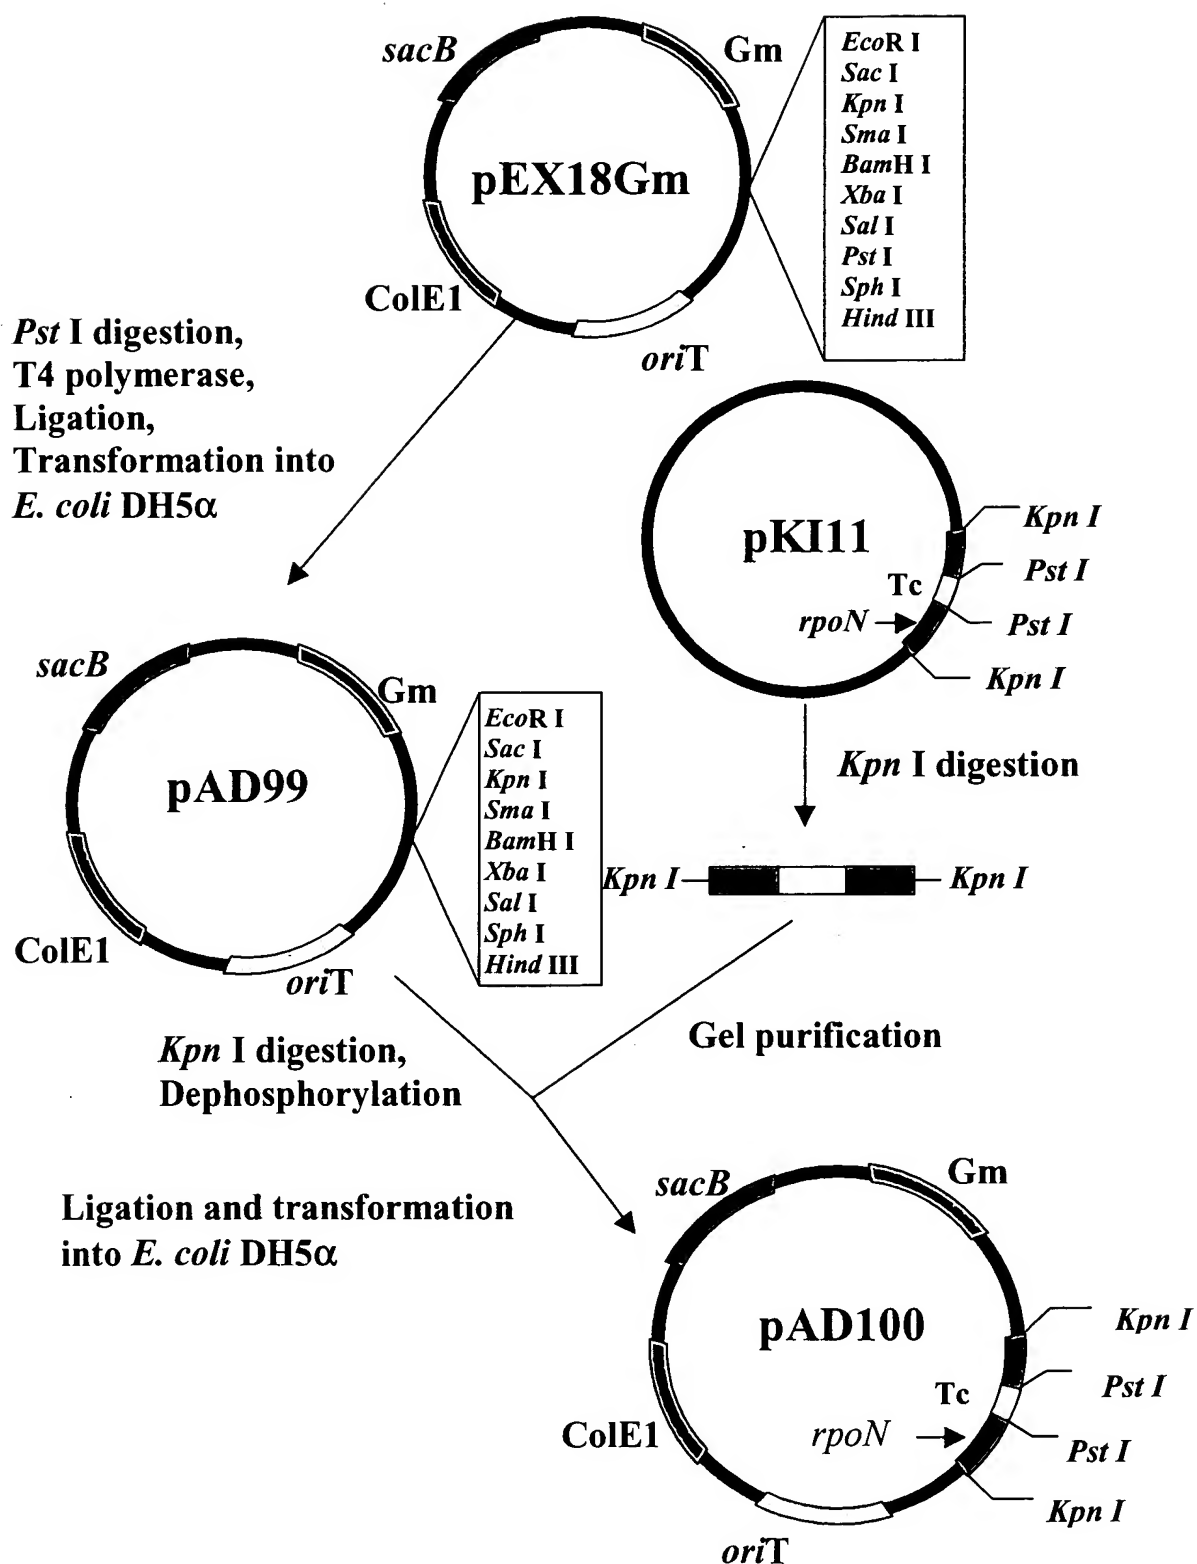 sacB
Gm
pEX18Gm
ColE1
oriT
EcoR I
Sac I
Kpn I
Sma I
BamH I
Xba I
Sal I
Pst I
Sph I
Hind III
Pst I digestion,
T4 polymerase,
Ligation,
Transformation into
E. coli DH5α
pKI11
Kpn I
Pst I
Tc
rpoN
Pst I
Kpn I
sacB
Gm
pAD99
ColE1
oriT
EcoR I
Sac I
Kpn I
Sma I
BamH I
Xba I
Sal I
Sph I
Hind III
Kpn I digestion
Kpn I
Kpn I
Gel purification
Kpn I digestion,
Dephosphorylation
Ligation and transformation
into E. coli DH5α
sacB
Gm
pAD100
Kpn I
Pst I
Tc
rpoN
Pst I
Kpn I
ColE1
oriT